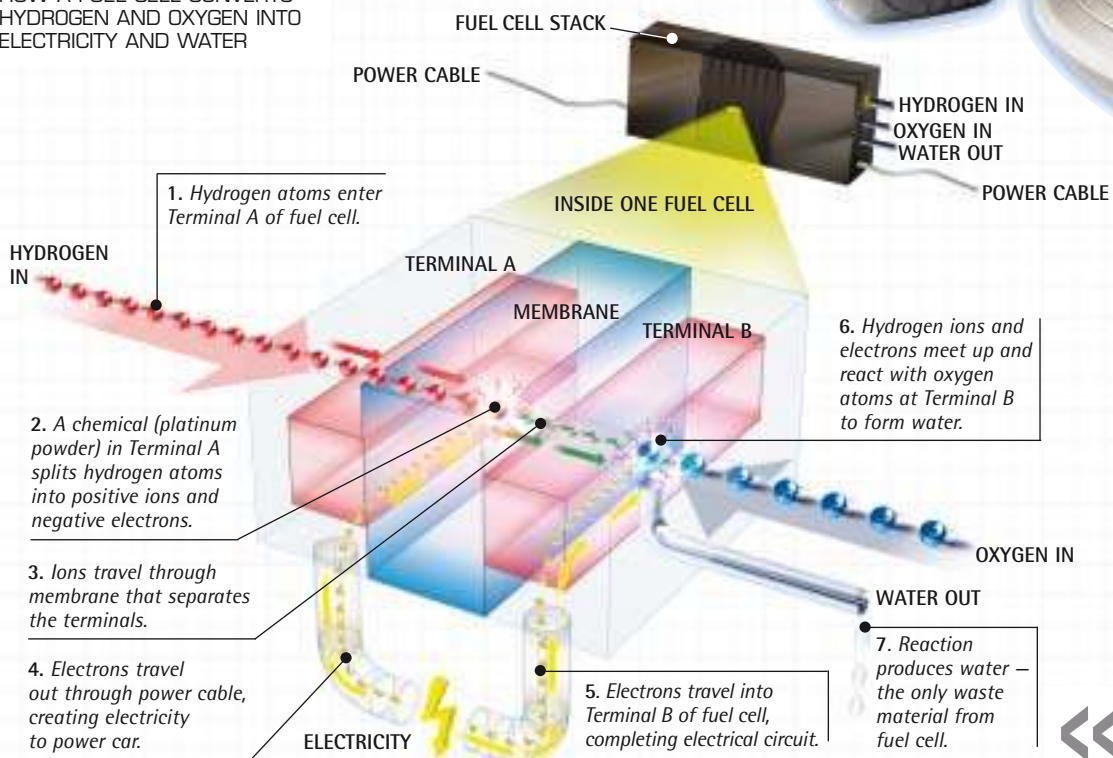 HYDROGEN AND OXYGEN INTO
ELECTRICITY AND WATER
FUEL CELL STACK
POWER CABLE
HYDROGEN IN
OXYGEN IN
WATER OUT
POWER CABLE
INSIDE ONE FUEL CELL
1. Hydrogen atoms enter
Terminal A of fuel cell.
HYDROGEN
IN
TERMINAL A
MEMBRANE
TERMINAL B
2. A chemical (platinum
powder) in Terminal A
splits hydrogen atoms
into positive ions and
negative electrons.
3. Ions travel through
membrane that separates
the terminals.
4. Electrons travel
out through power cable,
creating electricity
to power car.
ELECTRICITY
5. Electrons travel into
Terminal B of fuel cell,
completing electrical circuit.
6. Hydrogen ions and
electrons meet up and
react with oxygen
atoms at Terminal B
to form water.
OXYGEN IN
WATER OUT
7. Reaction
produces water —
the only waste
material from
fuel cell.